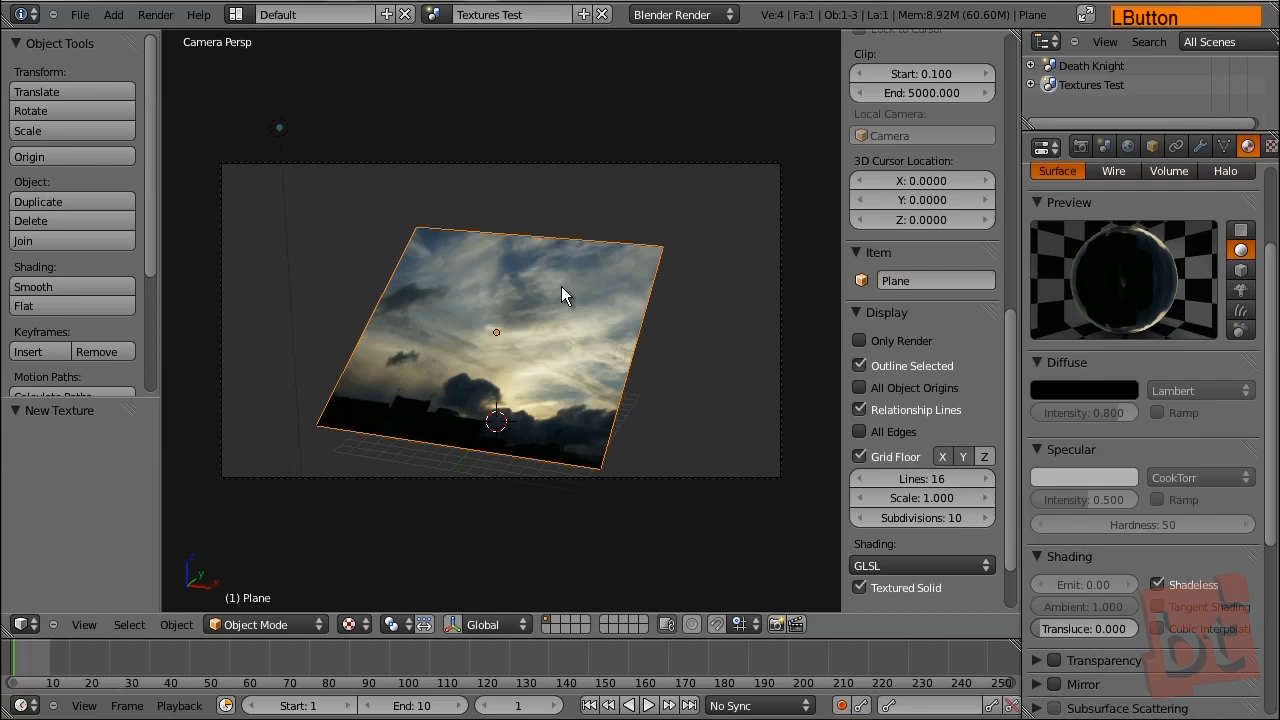 File Add Render Help Default Textures Test Blender Render Ve:4 | Fa:1 | Ob:1-3 | La:1 | Mem:8.92M (60.60M) | Plane LButton
Object Tools
Transform:
Translate
Rotate
Scale
Origin
Object:
Duplicate
Delete
Join
Shading:
Smooth
Flat
Keyframes:
Insert Remove
Motion Paths:
New Texture
Camera Persp
z
y
x
(1) Plane
Clip:
Start: 0.100
End: 5000.000
Local Camera:
Camera
3D Cursor Location:
X: 0.0000
Y: 0.0000
Z: 0.0000
Item
Plane
Display
Only Render
Outline Selected
All Object Origins
Relationship Lines
All Edges
Grid Floor X Y Z
Lines: 16
Scale: 1.000
Subdivisions: 10
Shading:
GLSL
Textured Solid
View Search All Scenes
Death Knight
Textures Test
Surface Wire Volume Halo
Preview
Diffuse
Lambert
Intensity: 0.800 Ramp
Specular
CookTorr
Intensity: 0.500 Ramp
Hardness: 50
Shading
Emit: 0.00 Shadeless
Ambient: 1.000 Tangent Shading
Transluce: 0.000 Cubic Interpolati
Transparency
Mirror
Subsurface Scattering
bt
View Select Object Object Mode Global
10 20 30 40 50 60 70 80 90 100 110 120 130 140 150 160 170 180 190 200 210 220 230 240 250
View Frame Playback Start: End: 10 1 No Sync